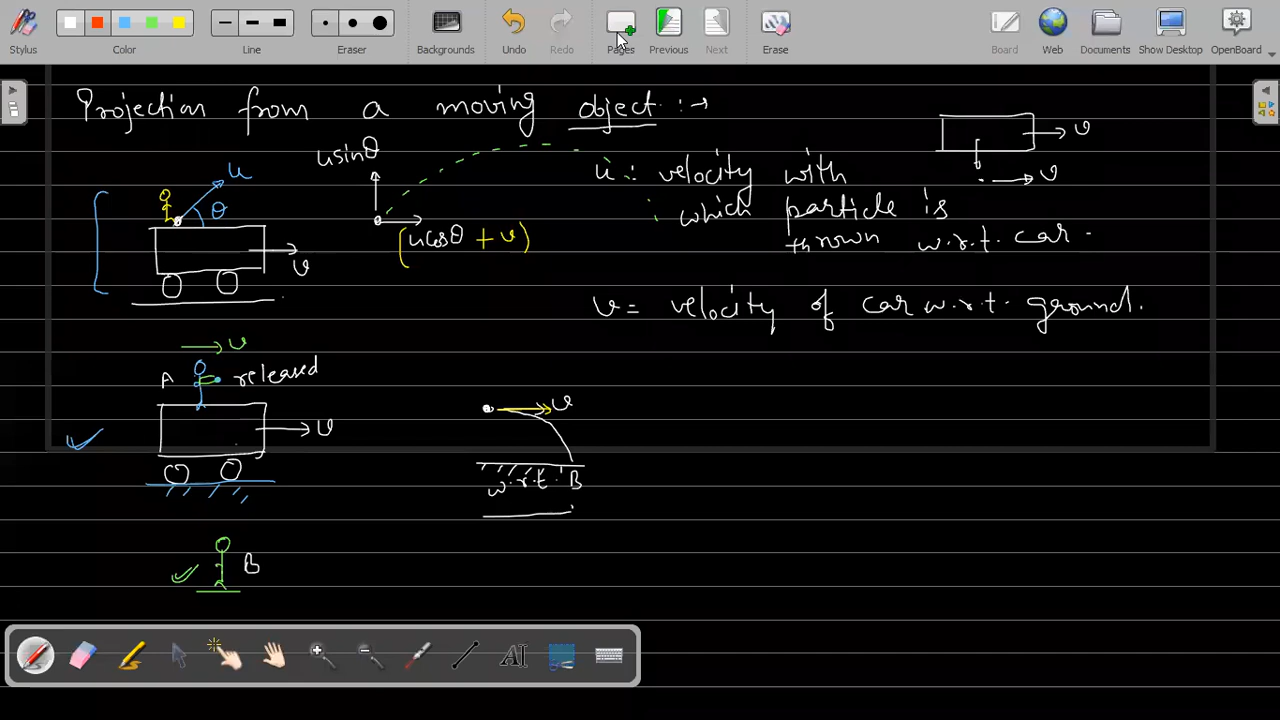 Stylus
Color
Line
Eraser
Backgrounds
Undo
Redo
Pages
Previous
Next
Erase
Board
Web
Documents
Show Desktop
OpenBoard
Projection from a moving object :→
u
θ
v
usinθ
(ucosθ + v)
u : velocity with
which particle is
thrown w.r.t. car -
v
v
v = velocity of car w.r.t. ground.
v
A
released
v
v
w.r.t. B
B
AI